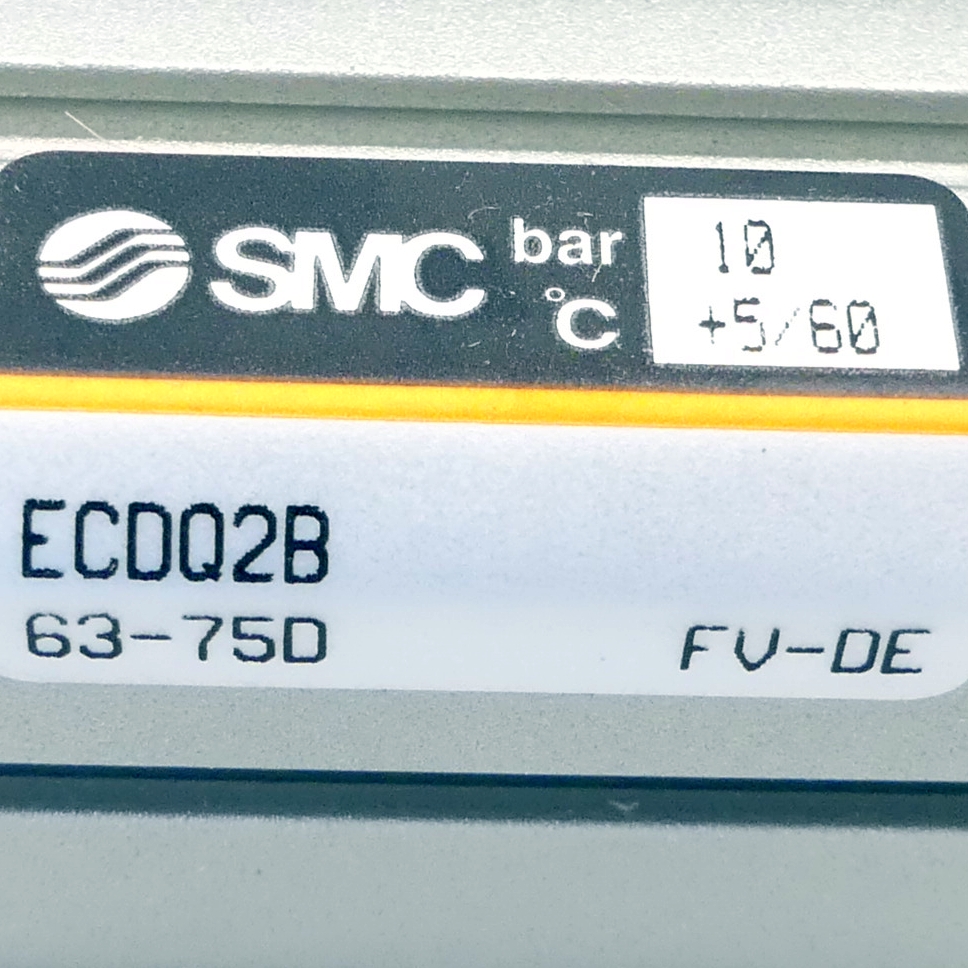 SMC
bar 10
°C +5/60
ECDQ2B
63-75D FV-DE